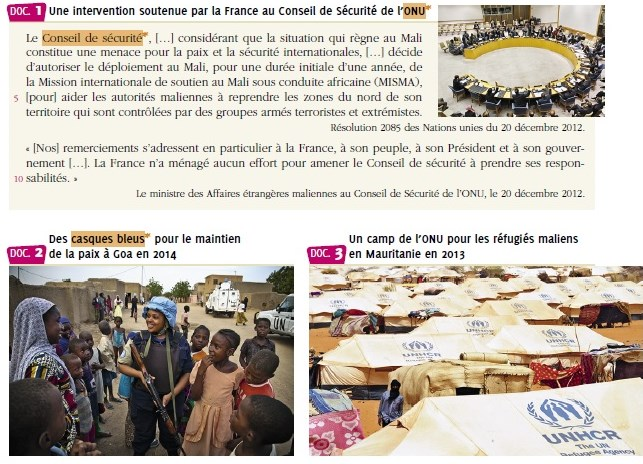 DOC. 1 Une intervention soutenue par la France au Conseil de Sécurité de l'ONU*
Le Conseil de sécurité*, […] considérant que la situation qui règne au Mali
constitue une menace pour la paix et la sécurité internationales, […] décide
d'autoriser le déploiement au Mali, pour une durée initiale d'une année, de
la Mission internationale de soutien au Mali sous conduite africaine (MISMA),
5 [pour] aider les autorités maliennes à reprendre les zones du nord de son
territoire qui sont contrôlées par des groupes armés terroristes et extrémistes.
Résolution 2085 des Nations unies du 20 décembre 2012.
« [Nos] remerciements s'adressent en particulier à la France, à son peuple, à son Président et à son gouver-
nement […]. La France n'a ménagé aucun effort pour amener le Conseil de sécurité à prendre ses respon-
10 sabilités. »
Le ministre des Affaires étrangères maliennes au Conseil de Sécurité de l'ONU, le 20 décembre 2012.
DOC. 2 Des casques bleus* pour le maintien
de la paix à Goa en 2014
DOC. 3 Un camp de l'ONU pour les réfugiés maliens
en Mauritanie en 2013
UN
UNHCR
UNHCR
UNHCR
The UN
Refugee Agency